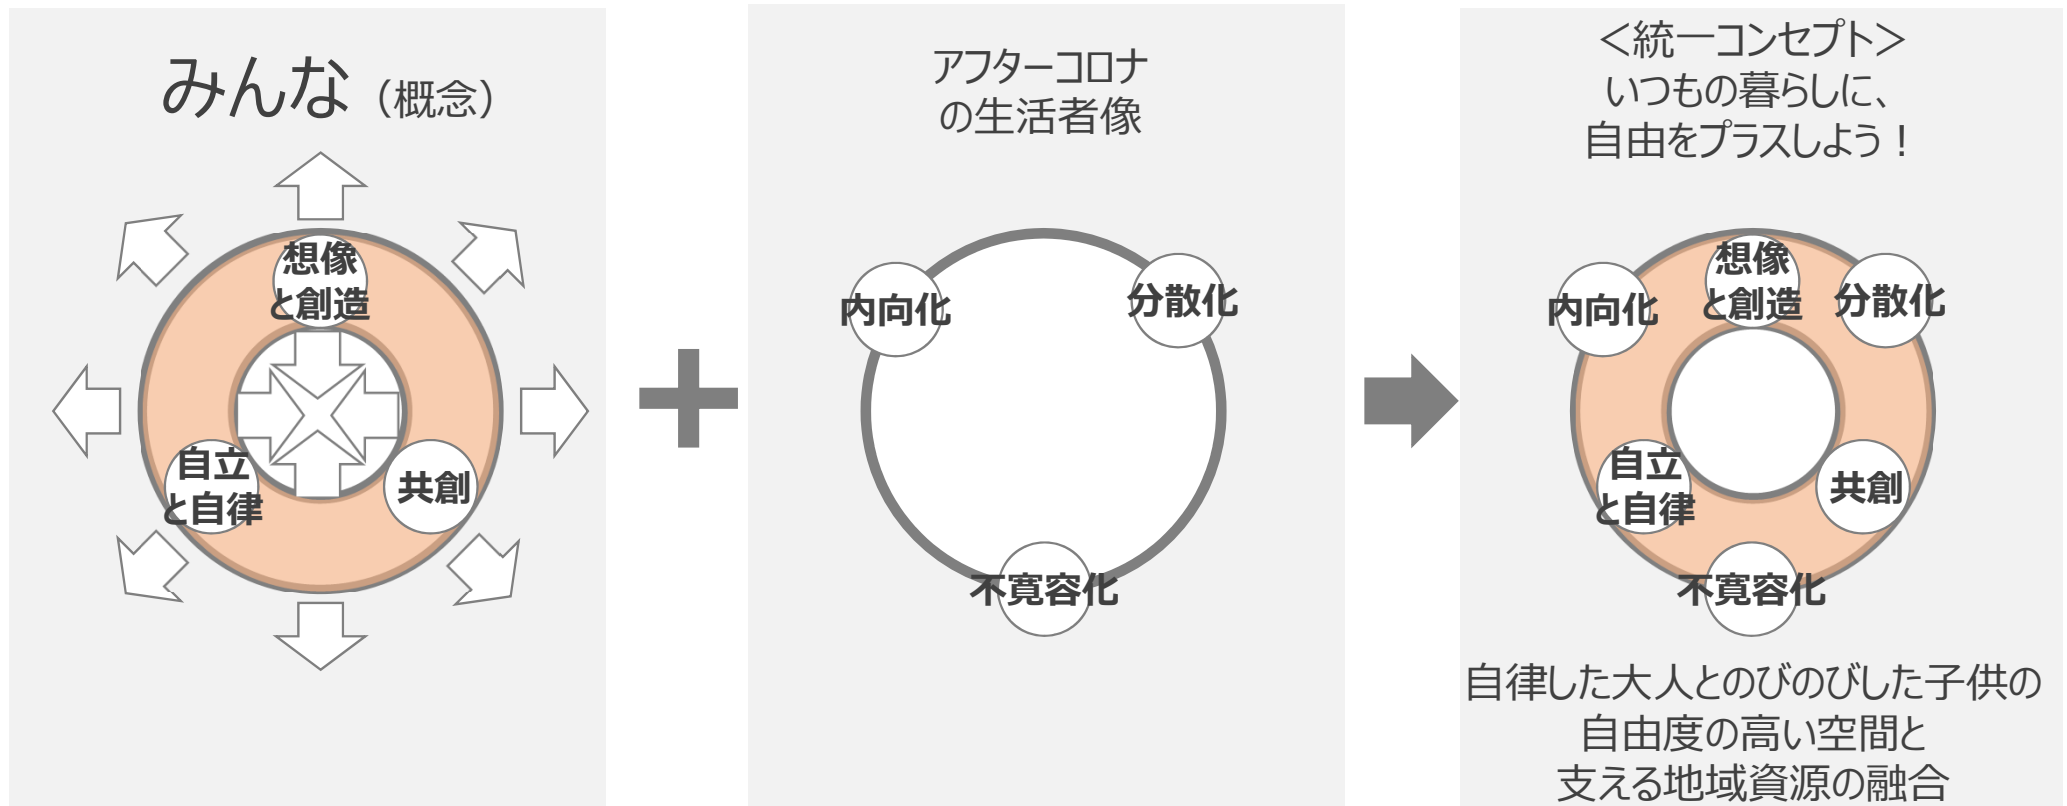 みんな（概念）
想像
と創造
自立
と自律
共創
アフターコロナ
の生活者像
内向化
分散化
不寛容化
＜統一コンセプト＞
いつもの暮らしに、
自由をプラスしよう！
想像
と創造
内向化
分散化
自立
と自律
共創
不寛容化
自律した大人とのびのびした子供の
自由度の高い空間と
支える地域資源の融合